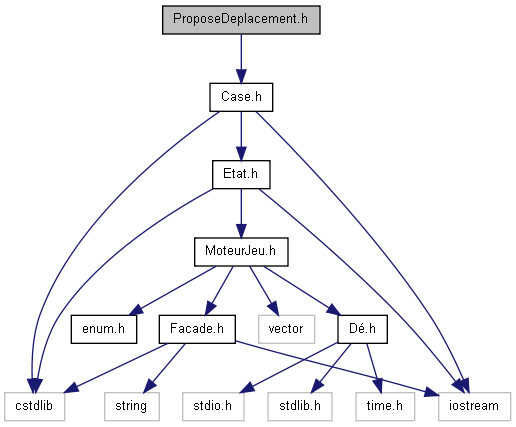 ProposeDeplacement.h
Case.h
Etat.h
MoteurJeu.h
enum.h
Facade.h
vector
Dé.h
cstdlib
string
stdio.h
stdlib.h
time.h
iostream